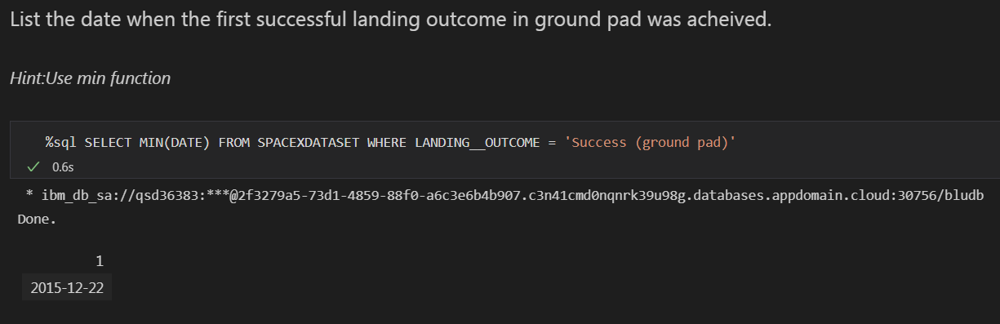 List the date when the first successful landing outcome in ground pad was acheived.
Hint:Use min function
%sql SELECT MIN(DATE) FROM SPACEXDATASET WHERE LANDING__OUTCOME = 'Success (ground pad)'
0.6s
* ibm_db_sa://qsd36383:***@2f3279a5-73d1-4859-88f0-a6c3e6b4b907.c3n41cmd0nqnrk39u98g.databases.appdomain.cloud:30756/bludb
Done.
1
2015-12-22